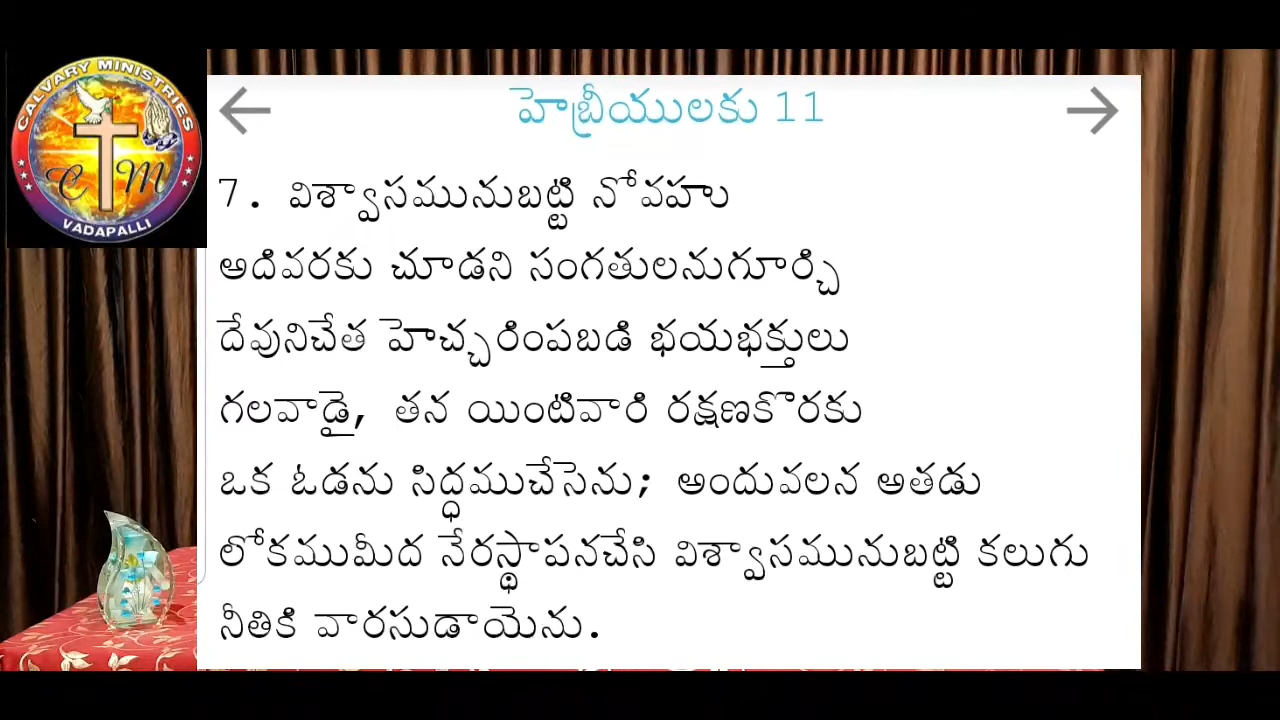 CALVARY MINISTRIES
C M
VADAPALLI
హెబ్రీయులకు 11
7. విశ్వాసమునుబట్టి నోవహు
అదివరకు చూడని సంగతులనుగూర్చి
దేవునిచేత హెచ్చరింపబడి భయభక్తులు
గలవాడై, తన యింటివారి రక్షణకొరకు
ఒక ఓడను సిద్ధముచేసెను; అందువలన అతడు
లోకముమీద నేరస్థాపనచేసి విశ్వాసమునుబట్టి కలుగు
నీతికి వారసుడాయెను.